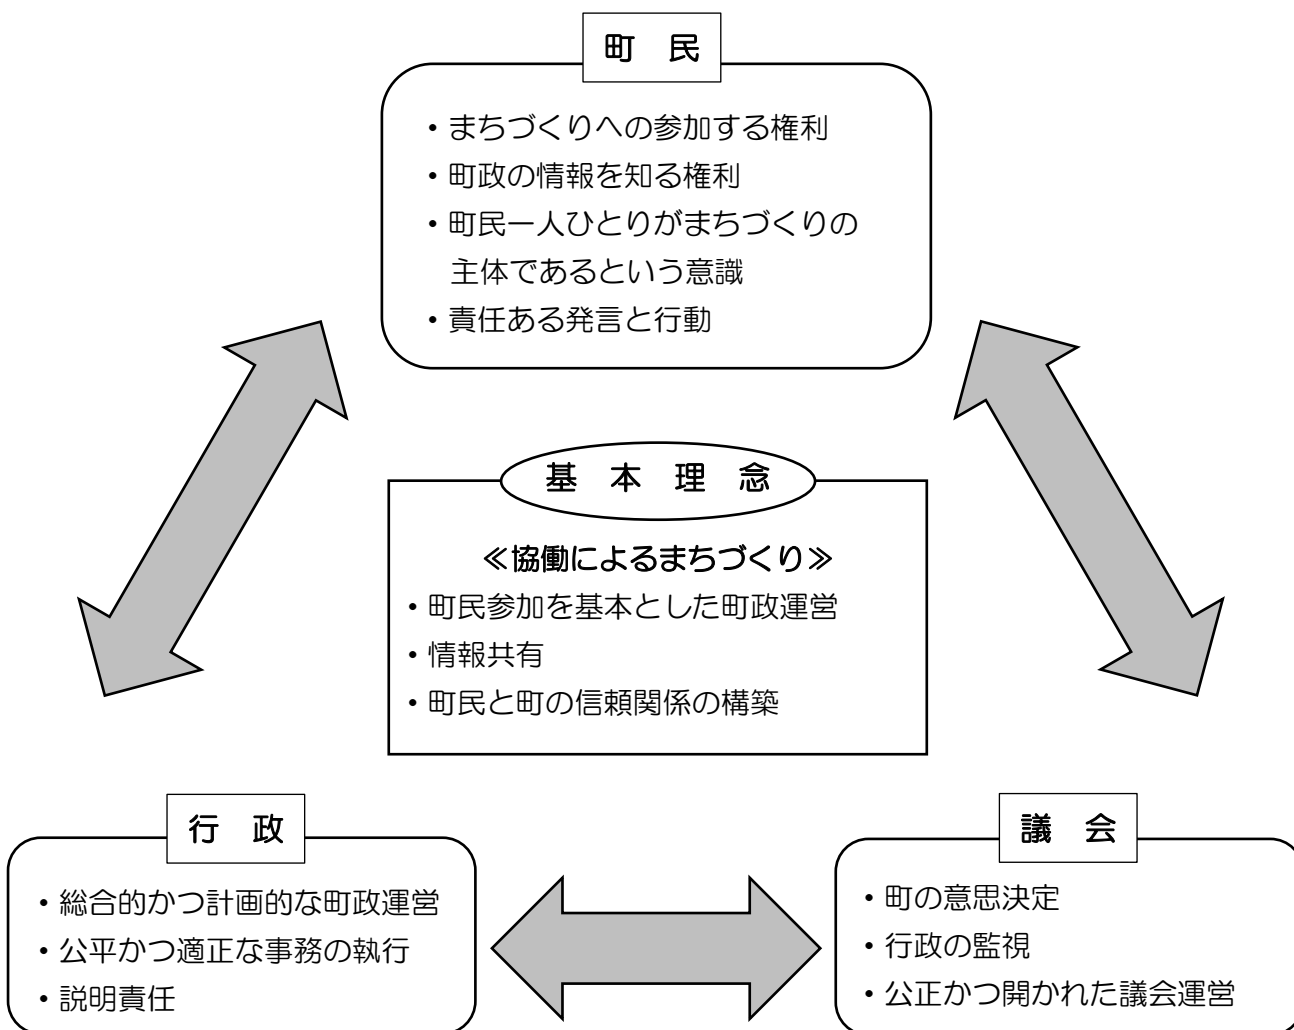 町 民
・まちづくりへの参加する権利
・町政の情報を知る権利
・町民一人ひとりがまちづくりの
主体であるという意識
・責任ある発言と行動
基 本 理 念
≪協働によるまちづくり≫
・町民参加を基本とした町政運営
・情報共有
・町民と町の信頼関係の構築
行 政
・総合的かつ計画的な町政運営
・公平かつ適正な事務の執行
・説明責任
議 会
・町の意思決定
・行政の監視
・公正かつ開かれた議会運営